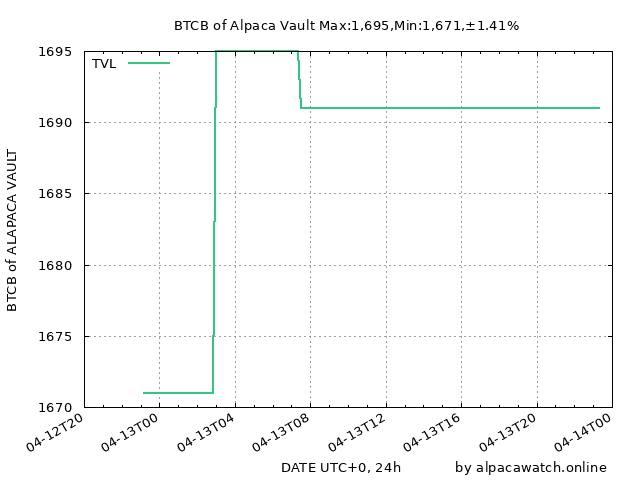 BTCB of Alpaca Vault Max:1,695,Min:1,671,±1.41%
TVL
1695
1690
1685
1680
1675
1670
BTCB of ALAPACA VAULT
04-12T20
04-13T00
04-13T04
04-13T08
04-13T12
04-13T16
04-13T20
04-14T00
DATE UTC+0, 24h
by alpacawatch.online